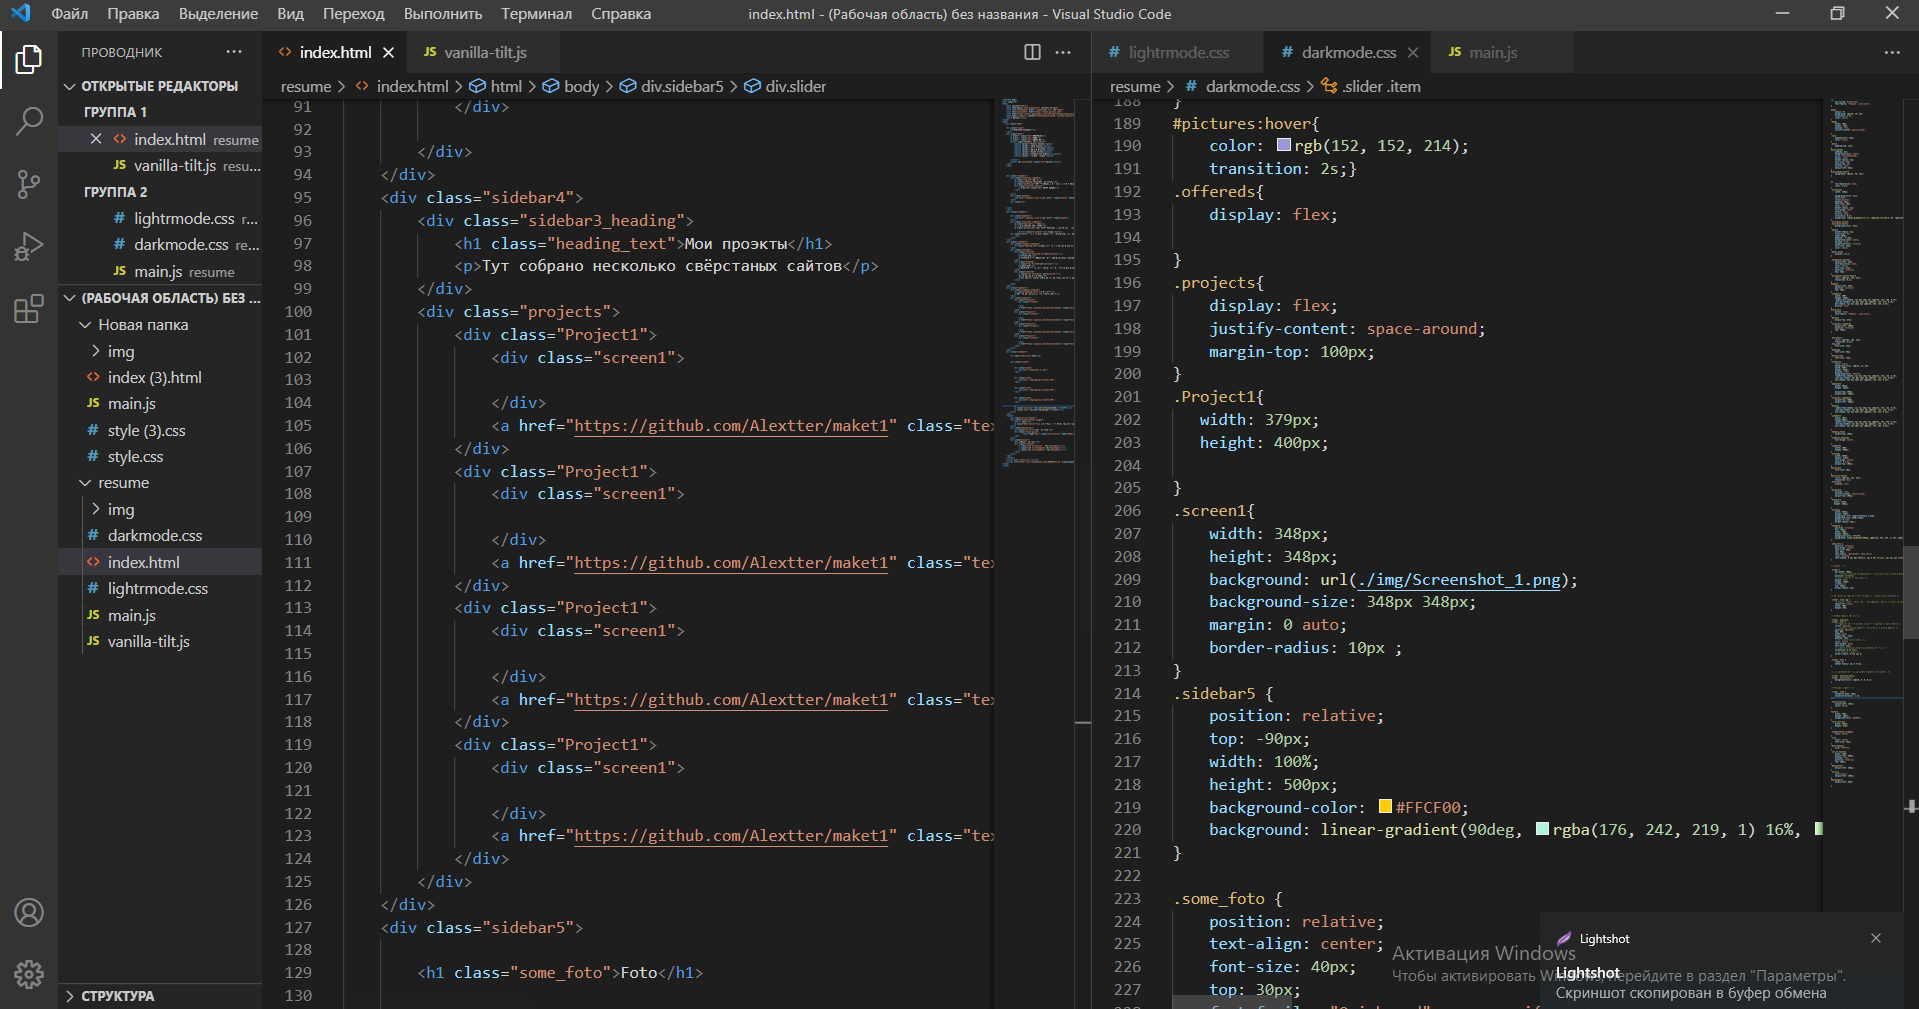 Файл Правка Выделение Вид Переход Выполнить Терминал Справка
index.html - (Рабочая область) без названия - Visual Studio Code
ПРОВОДНИК
ОТКРЫТЫЕ РЕДАКТОРЫ
ГРУППА 1
index.html resume
JS vanilla-tilt.js resu...
ГРУППА 2
# lightrmode.css r...
# darkmode.css re...
JS main.js resume
(РАБОЧАЯ ОБЛАСТЬ) БЕЗ ...
Новая папка
img
<> index (3).html
JS main.js
# style (3).css
# style.css
resume
img
# darkmode.css
<> index.html
# lightrmode.css
JS main.js
JS vanilla-tilt.js
СТРУКТУРА
<> index.html
JS vanilla-tilt.js
resume > <> index.html > html > body > div.sidebar5 > div.slider
91 </div>
92
93 </div>
94 </div>
95 <div class="sidebar4">
96 <div class="sidebar3_heading">
97 <h1 class="heading_text">Мои проэкты</h1>
98 <p>Тут собрано несколько свёрстаных сайтов</p>
99 </div>
100 <div class="projects">
101 <div class="Project1">
102 <div class="screen1">
103
104 </div>
105 <a href="https://github.com/Alextter/maket1" class="te
106 </div>
107 <div class="Project1">
108 <div class="screen1">
109
110 </div>
111 <a href="https://github.com/Alextter/maket1" class="te
112 </div>
113 <div class="Project1">
114 <div class="screen1">
115
116 </div>
117 <a href="https://github.com/Alextter/maket1" class="te
118 </div>
119 <div class="Project1">
120 <div class="screen1">
121
122 </div>
123 <a href="https://github.com/Alextter/maket1" class="te
124 </div>
125 </div>
126 </div>
127 <div class="sidebar5">
128
129 <h1 class="some_foto">Foto</h1>
130
# lightrmode.css
# darkmode.css
JS main.js
resume > # darkmode.css > .slider .item
188 }
189 #pictures:hover{
190 color: rgb(152, 152, 214);
191 transition: 2s;}
192 .offereds{
193 display: flex;
194
195 }
196 .projects{
197 display: flex;
198 justify-content: space-around;
199 margin-top: 100px;
200 }
201 .Project1{
202 width: 379px;
203 height: 400px;
204
205 }
206 .screen1{
207 width: 348px;
208 height: 348px;
209 background: url(./img/Screenshot_1.png);
210 background-size: 348px 348px;
211 margin: 0 auto;
212 border-radius: 10px ;
213 }
214 .sidebar5 {
215 position: relative;
216 top: -90px;
217 width: 100%;
218 height: 500px;
219 background-color: #FFCF00;
220 background: linear-gradient(90deg, rgba(176, 242, 219, 1) 16%,
221 }
222
223 .some_foto {
224 position: relative;
225 text-align: center;
226 font-size: 40px;
227 top: 30px;
Активация Windows
Чтобы активировать Windows, перейдите в раздел "Параметры".
Lightshot
Lightshot
Скриншот скопирован в буфер обмена